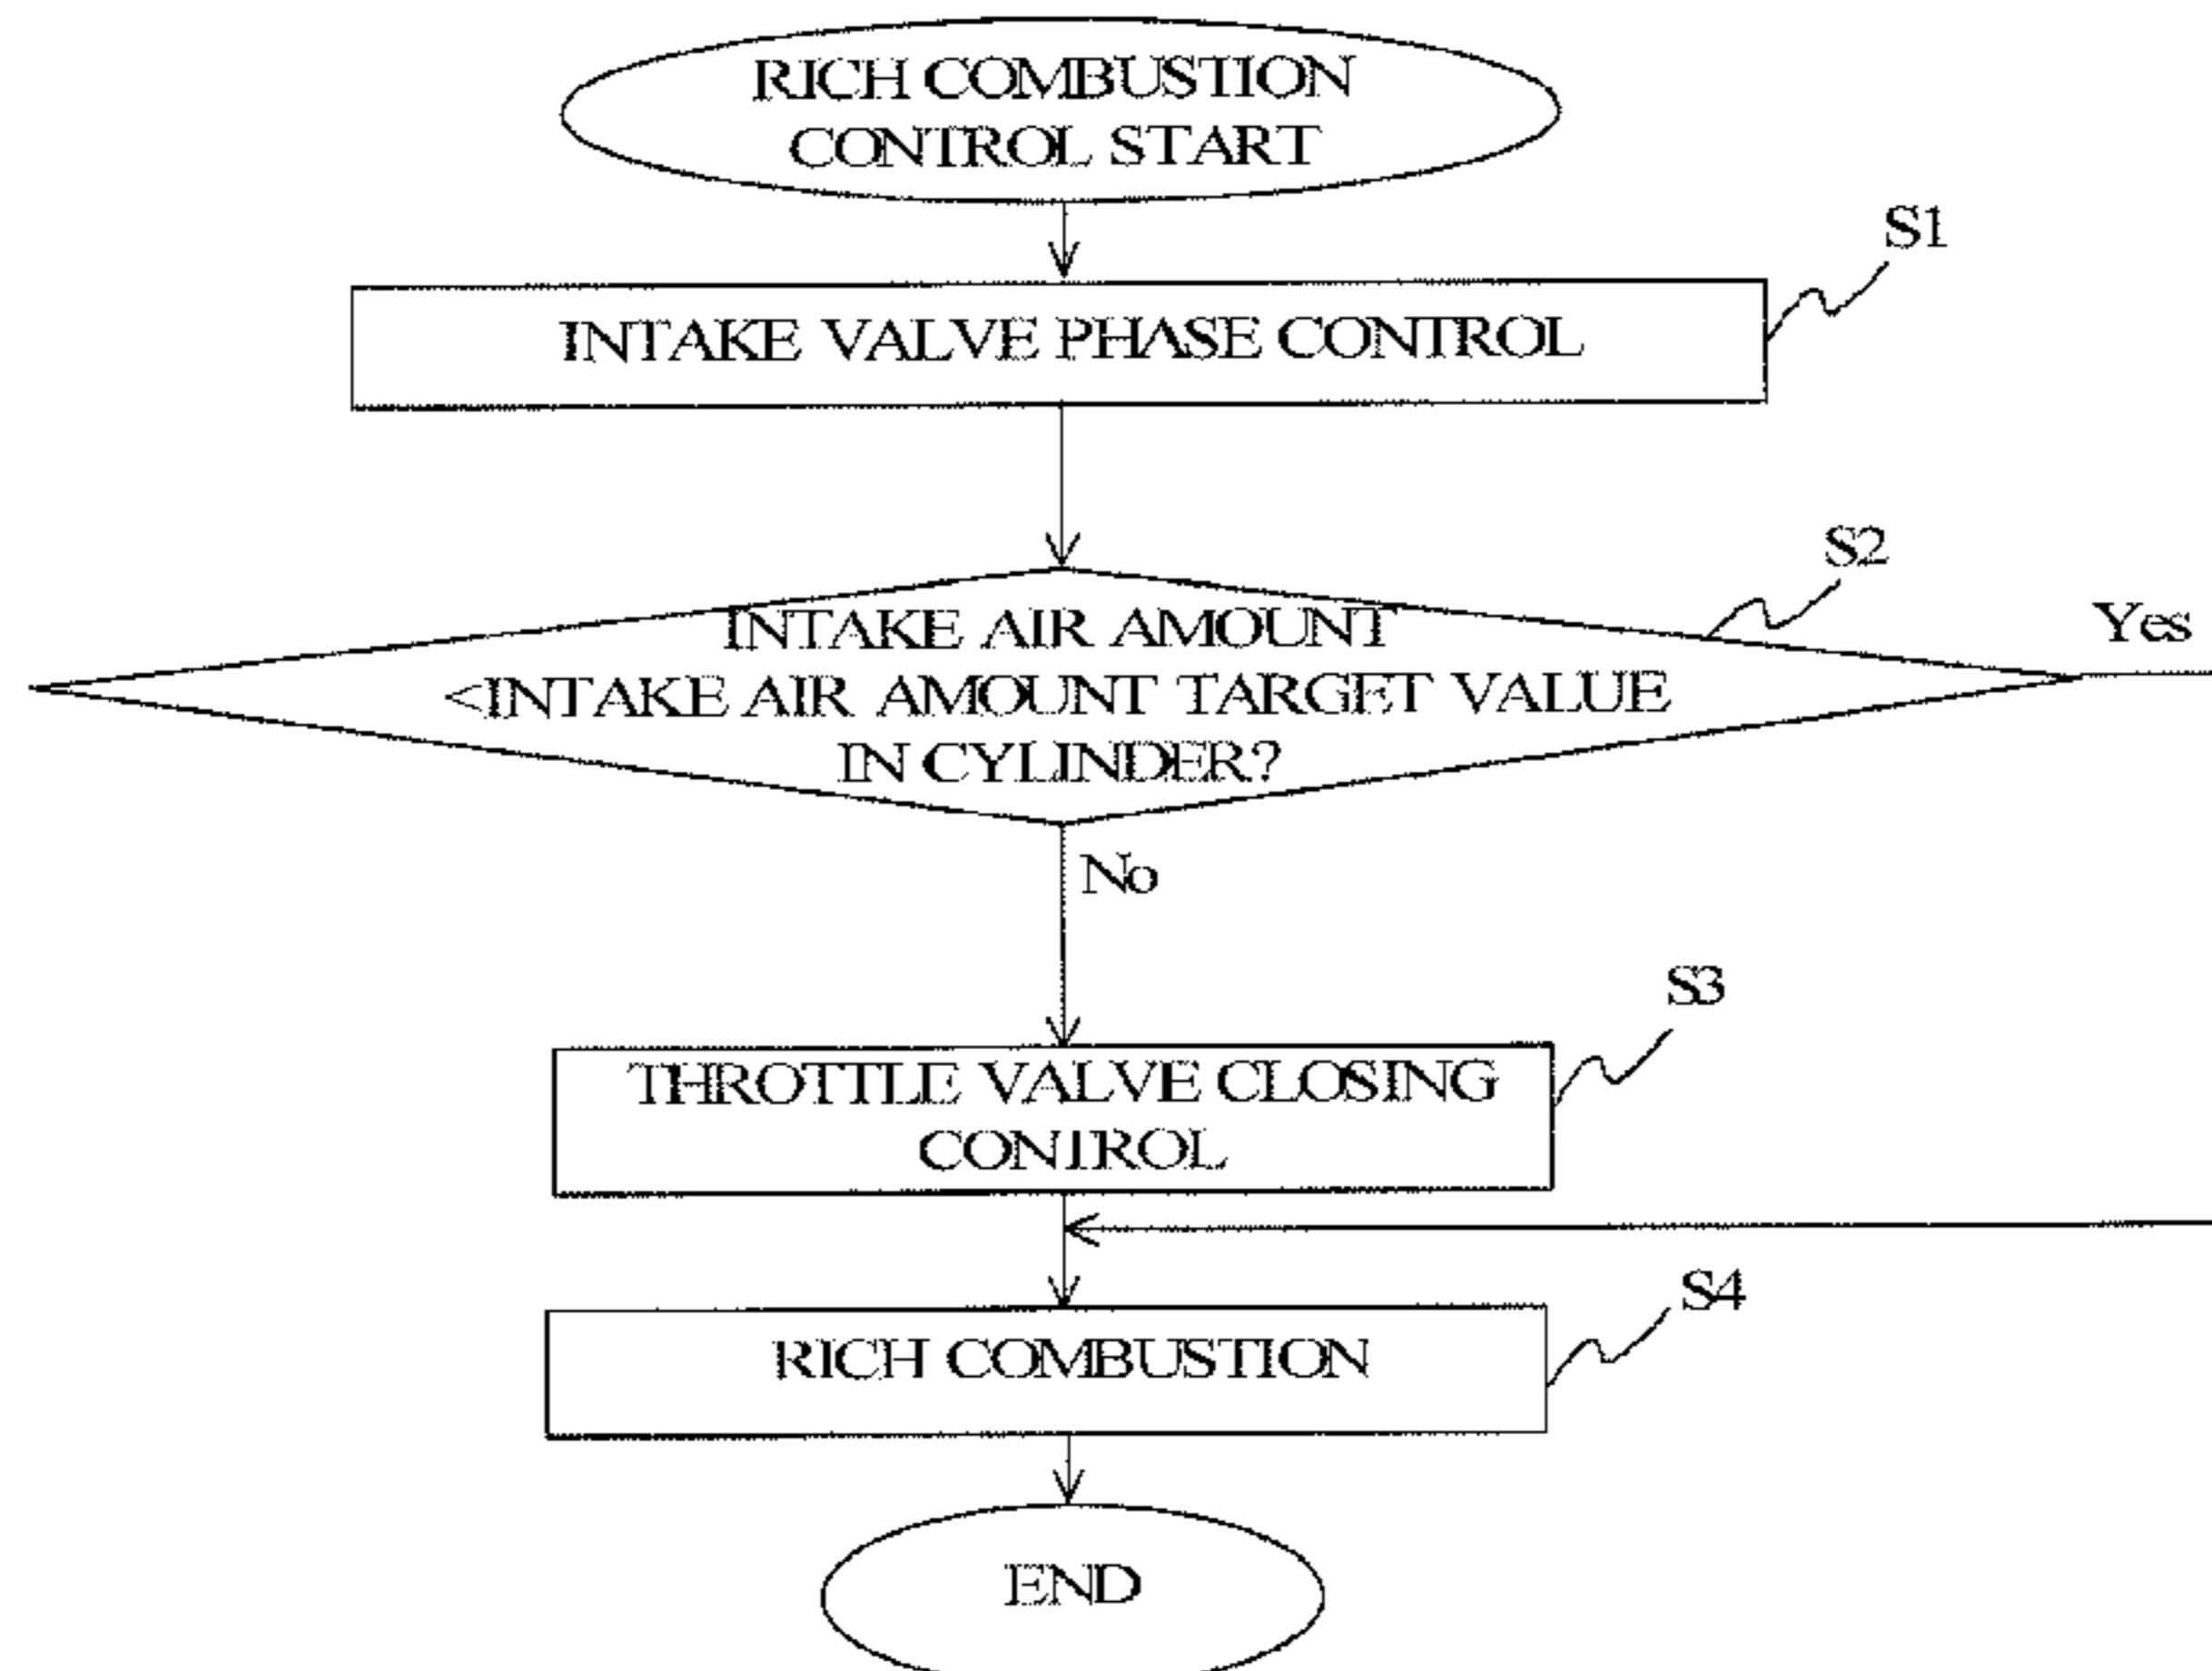 RICH COMBUSTION
CONTROL START
S1
INTAKE VALVE PHASE CONTROL
S2
Yes
INTAKE AIR AMOUNT
<INTAKE AIR AMOUNT TARGET VALUE
IN CYLINDER?
No
S3
THROTTLE VALVE CLOSING
CONTROL
S4
RICH COMBUSTION
END